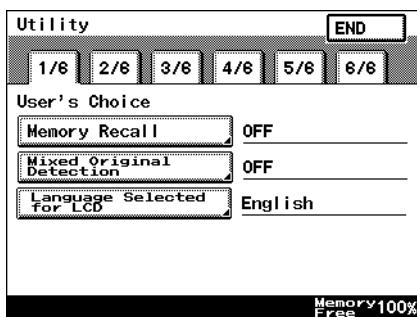 Utility
END
1/6 2/6 3/6 4/6 5/6 6/6
User's Choice
Memory Recall OFF
Mixed Original
Detection
OFF
Language Selected
for LCD
English
Memory
Free
100%